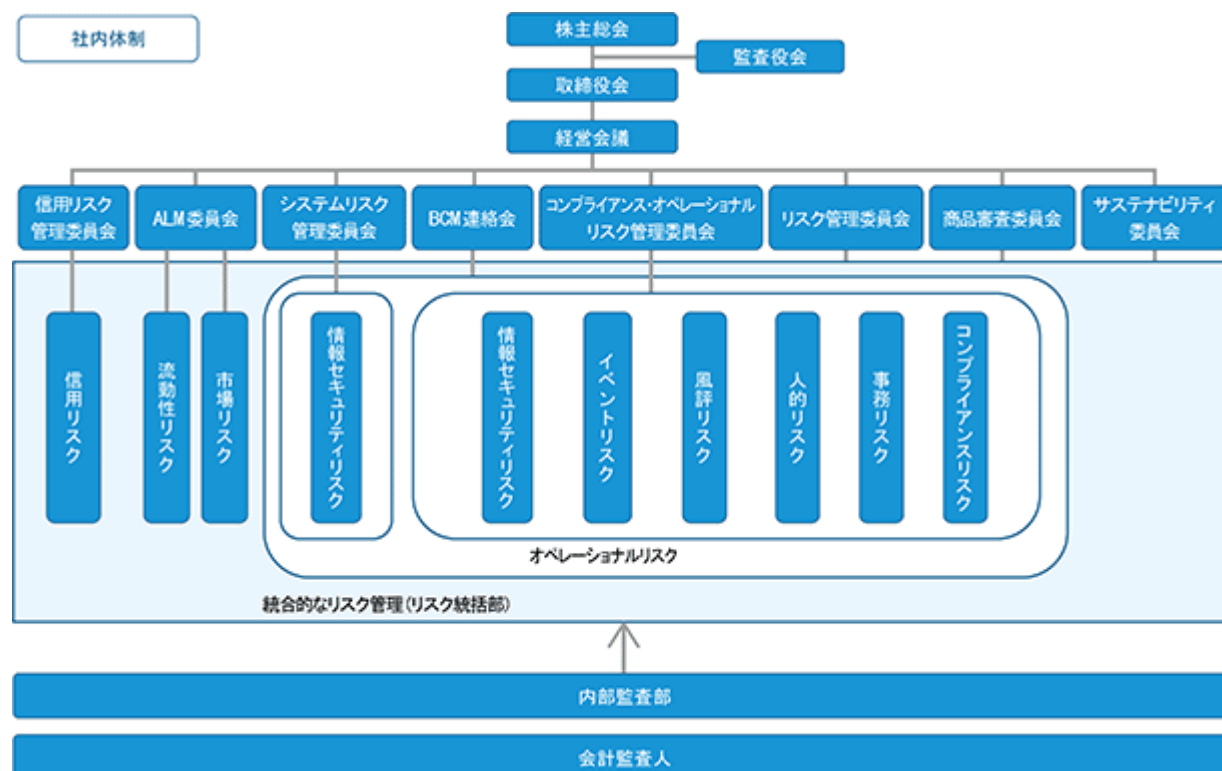 社内体制
株主総会
監査役会
取締役会
経営会議
信用リスク
管理委員会
ALM委員会
システムリスク
管理委員会
BCM連絡会
コンプライアンス・オペレーショナル
リスク管理委員会
リスク管理委員会
商品審査委員会
サステナビリティ
委員会
信用リスク
流動性リスク
市場リスク
情報セキュリティリスク
情報セキュリティリスク
イベントリスク
風評リスク
人的リスク
事務リスク
コンプライアンスリスク
オペレーショナルリスク
統合的なリスク管理(リスク統括部)
内部監査部
会計監査人